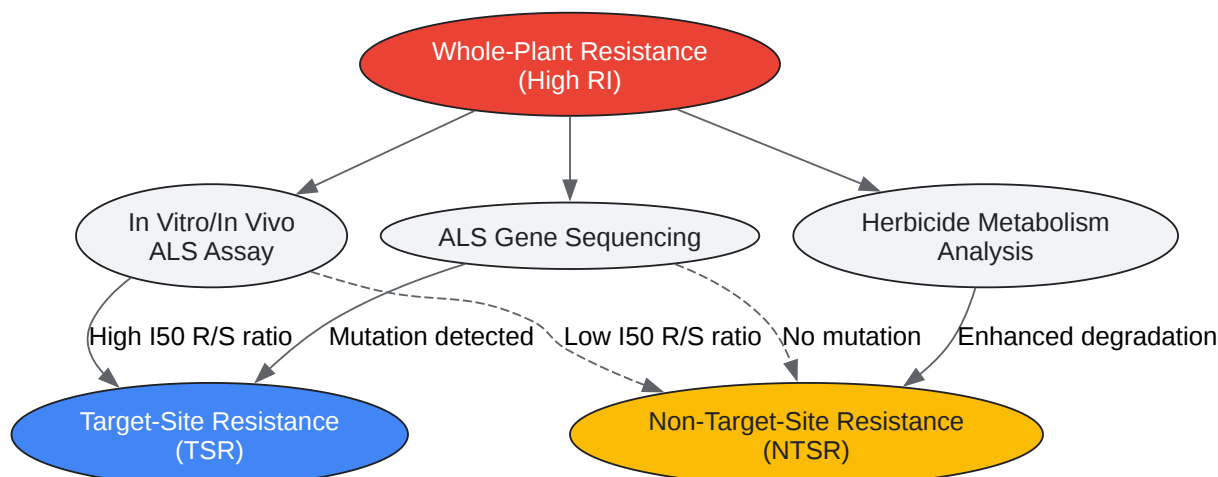 Whole-Plant Resistance
(High RI)
In Vitro/In Vivo
ALS Assay
ALS Gene Sequencing
Herbicide Metabolism
Analysis
High I50 R/S ratio
Mutation detected
Low I50 R/S ratio
No mutation
Enhanced degradation
Target-Site Resistance
(TSR)
Non-Target-Site Resistance
(NTSR)